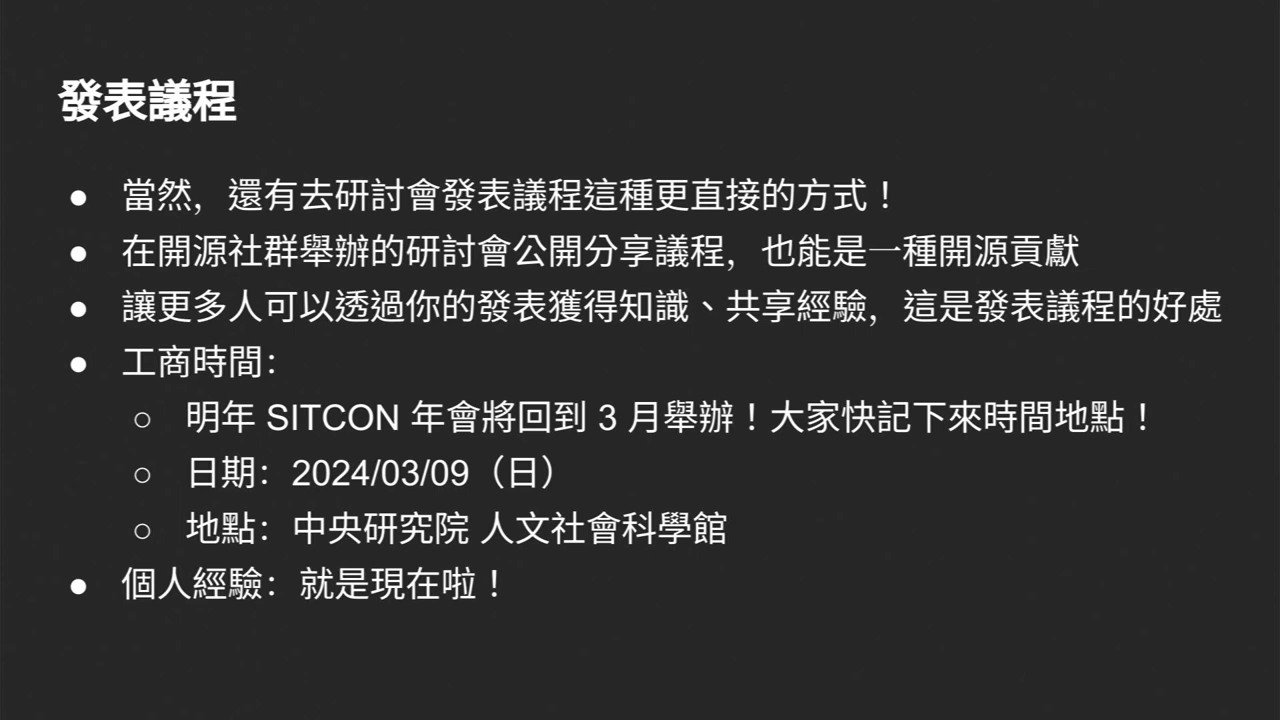 發表議程
● 當然，還有去研討會發表議程這種更直接的方式！
● 在開源社群舉辦的研討會公開分享議程，也能是一種開源貢獻
● 讓更多人可以透過你的發表獲得知識、共享經驗，這是發表議程的好處
● 工商時間：
○ 明年 SITCON 年會將回到 3 月舉辦！大家快記下來時間地點！
○ 日期：2024/03/09（日）
○ 地點：中央研究院 人文社會科學館
● 個人經驗：就是現在啦！